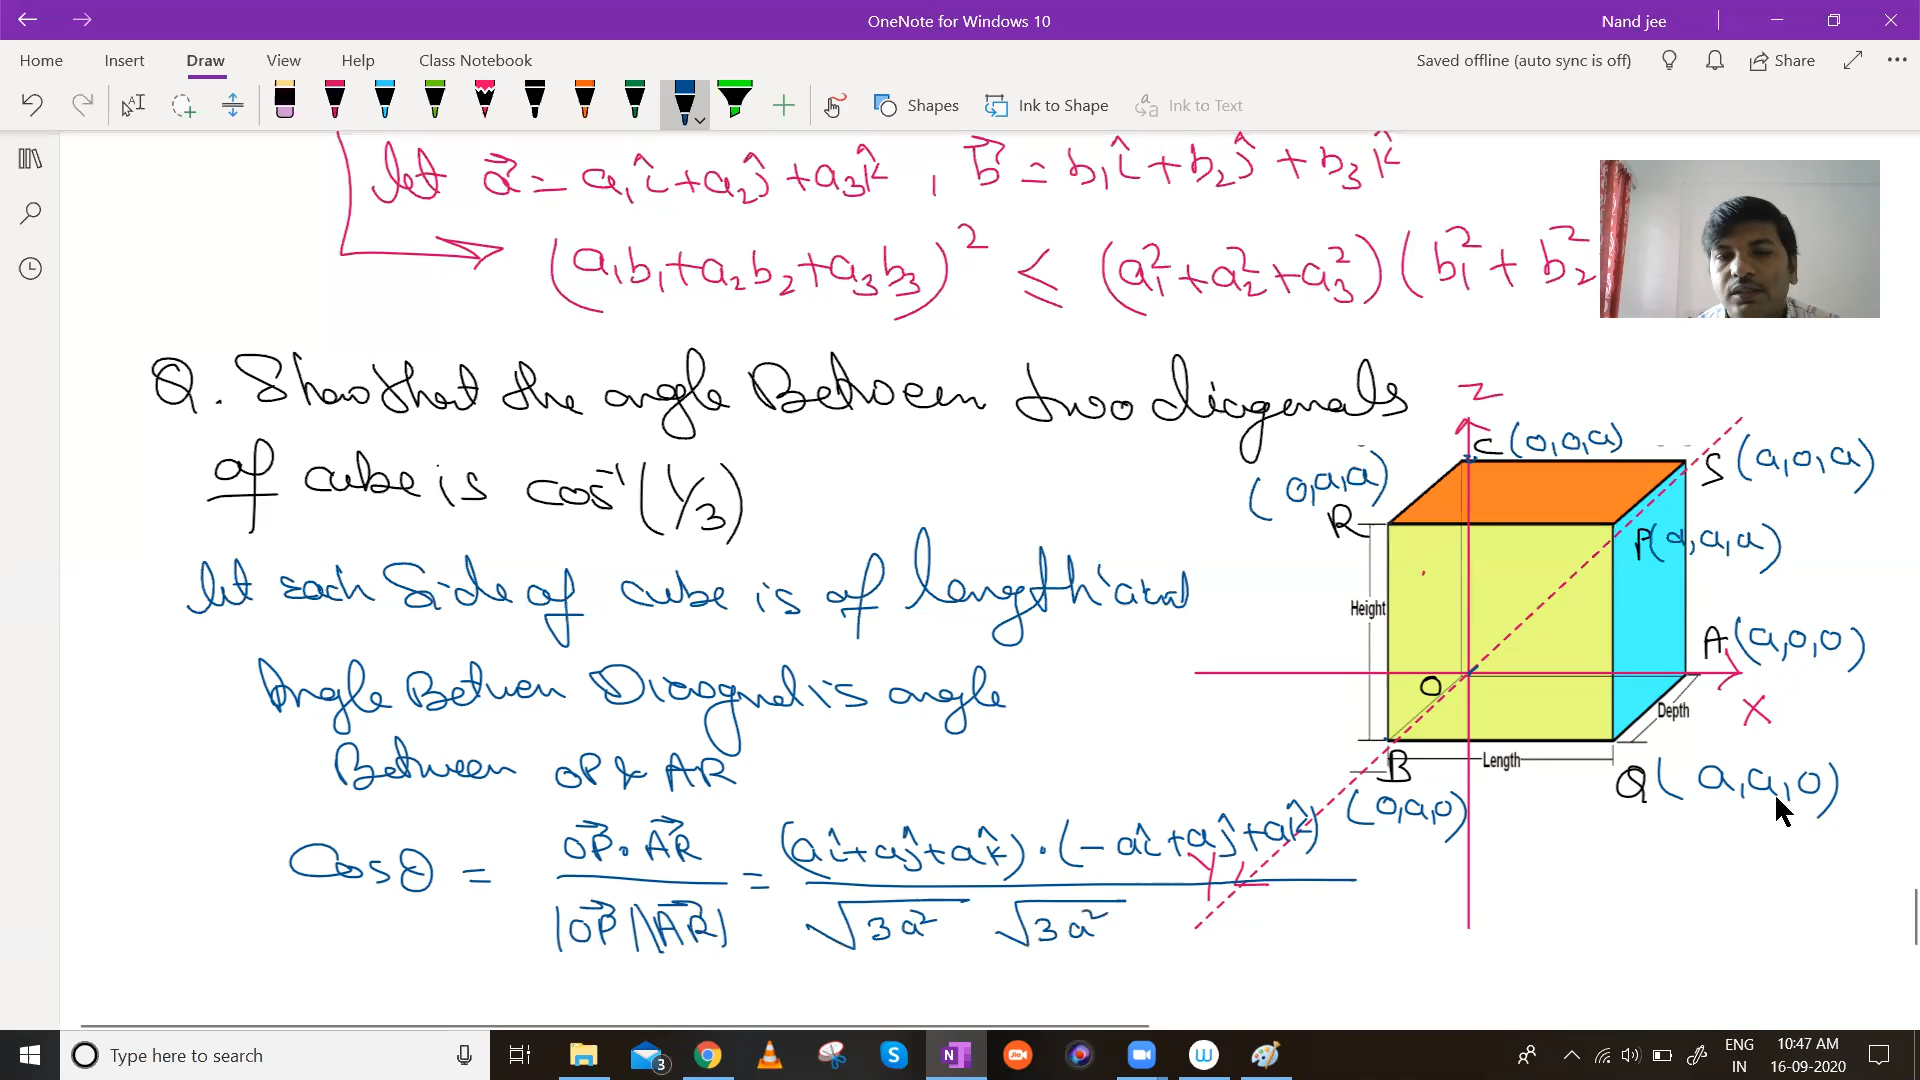 OneNote for Windows 10
Nand jee
Home Insert Draw View Help Class Notebook
Saved offline (auto sync is off) Share
Shapes Ink to Shape Ink to Text
let a⃗ = a₁î + a₂ĵ + a₃k̂ , b⃗ = b₁î + b₂ĵ + b₃k̂
(a₁b₁ + a₂b₂ + a₃b₃)² ≤ (a₁² + a₂² + a₃²) (b₁² + b₂²
Q. Show that the angle Between two diagonals
of cube is cos⁻¹(1/3)
let each Side of cube is of length 'a' and
Angle Betwen Diagonal is angle
Between OP & AR
Cosθ = OP⃗ · AR⃗ / |OP⃗| |AR⃗| = (aî + aĵ + ak̂) · (-aî + aĵ + ak̂) / √3a² √3a²
Z
C (0,0,a)
S (a,0,a)
(0,a,a)
R
P(a,a,a)
Height
A (a,0,0)
O
Depth
X
B
Length
Q (a,a,0)
(0,a,0)
Y
Type here to search
3
ENG
IN
10:47 AM
16-09-2020